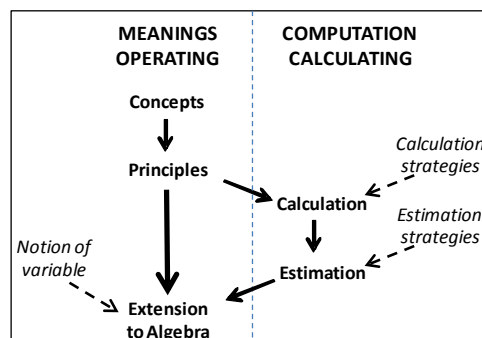 MEANINGS
OPERATING
COMPUTATION
CALCULATING
Concepts
Principles
Calculation
strategies
Calculation
Estimation
strategies
Notion of
variable
Estimation
Extension
to Algebra